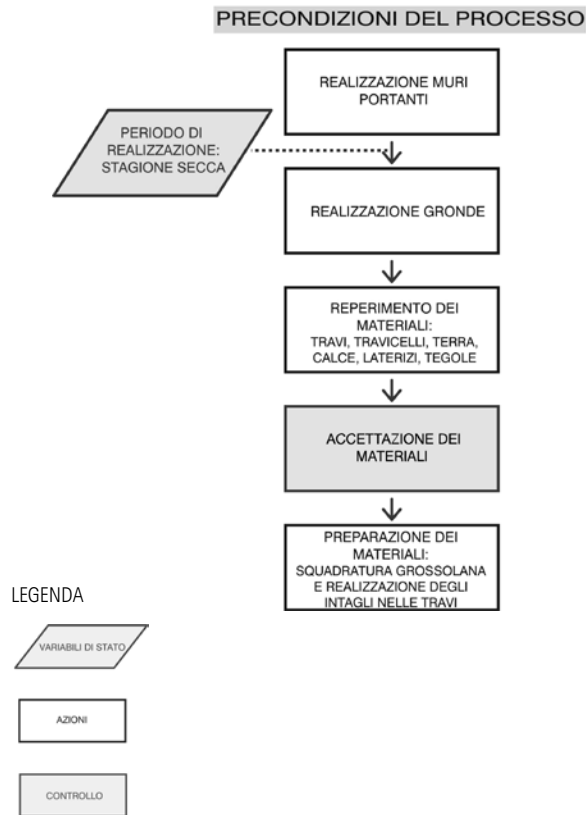 PRECONDIZIONI DEL PROCESSO
REALIZZAZIONE MURI
PORTANTI
PERIODO DI
REALIZZAZIONE:
STAGIONE SECCA
REALIZZAZIONE GRONDE
REPERIMENTO DEI
MATERIALI:
TRAVI, TRAVICELLI, TERRA,
CALCE, LATERIZI, TEGOLE
ACCETTAZIONE DEI
MATERIALI
PREPARAZIONE DEI
MATERIALI:
SQUADRATURA GROSSOLANA
E REALIZZAZIONE DEGLI
INTAGLI NELLE TRAVI
LEGENDA
VARIABILI DI STATO
AZIONI
CONTROLLO